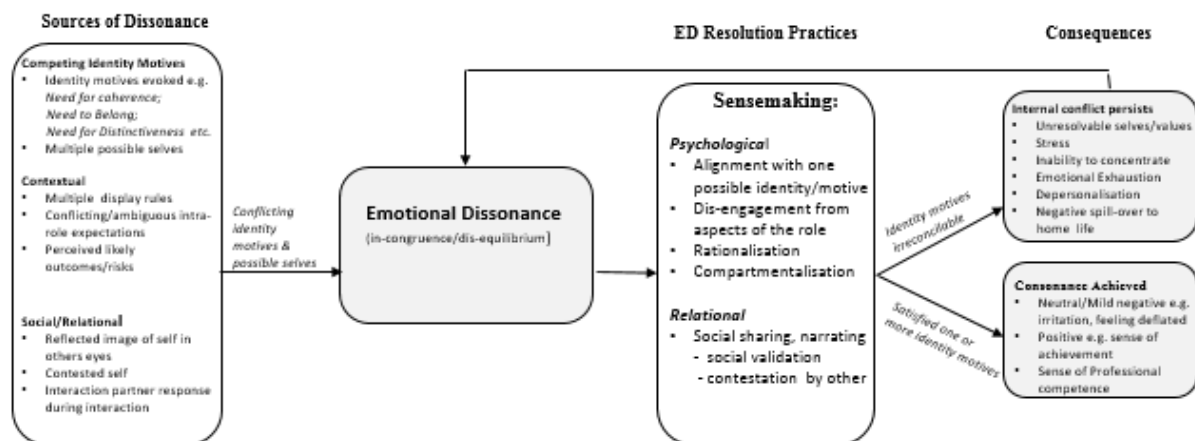 Sources of Dissonance
Competing Identity Motives
▪ Identity motives evoked e.g.
Need for coherence;
Need to Belong;
Need for Distinctiveness etc.
▪ Multiple possible selves
Contextual
▪ Multiple display rules
▪ Conflicting/ambiguous intra-
role expectations
▪ Perceived likely
outcomes/risks
Social/Relational
▪ Reflected image of self in
others eyes
▪ Contested self
▪ Interaction partner response
during interaction
Conflicting
identity
motives &
possible selves
Emotional Dissonance
(in-congruence/dis-equilibrium]
ED Resolution Practices
Sensemaking:
Psychological
▪ Alignment with one
possible identity/motive
▪ Dis-engagement from
aspects of the role
▪ Rationalisation
▪ Compartmentalisation
Relational
▪ Social sharing, narrating
- social validation
- contestation by other
Identity motives
irreconcilable
Satisfied one or
more identity motives
Consequences
Internal conflict persists
▪ Unresolvable selves/values
▪ Stress
▪ Inability to concentrate
▪ Emotional Exhaustion
▪ Depersonalisation
▪ Negative spill-over to
home life
Consonance Achieved
▪ Neutral/Mild negative e.g.
irritation, feeling deflated
▪ Positive e.g. sense of
achievement
▪ Sense of Professional
competence